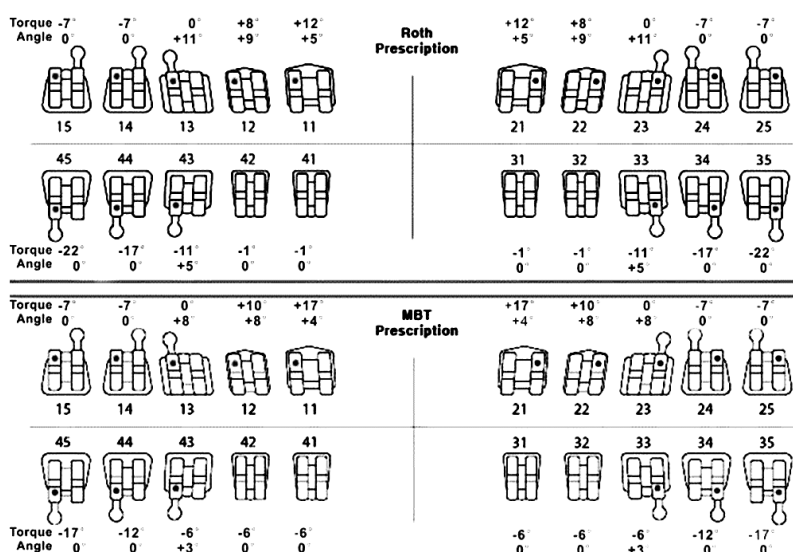 Torque -7° -7° 0° +8° +12° Roth +12° +8° 0° -7° -7°
Angle 0° 0° +11° +9° +5° Prescription +5° +9° +11° 0° 0°
15 14 13 12 11 21 22 23 24 25
45 44 43 42 41 31 32 33 34 35
Torque -22° -17° -11° -1° -1° -1° -1° -11° -17° -22°
Angle 0° 0° +5° 0° 0° 0° 0° +5° 0° 0°
Torque -7° -7° 0° +10° +17° MBT +17° +10° 0° -7° -7°
Angle 0° 0° +8° +8° +4° Prescription +4° +8° +8° 0° 0°
15 14 13 12 11 21 22 23 24 25
45 44 43 42 41 31 32 33 34 35
Torque -17° -12° -6° -6° -6° -6° -6° -6° -12° -17°
Angle 0° 0° +3° 0° 0° 0° 0° +3° 0° 0°